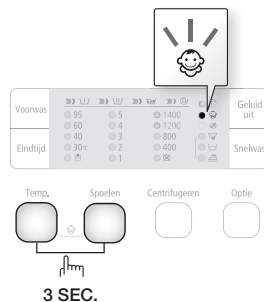 Voorwas
Geluid uit
95 5 1400
60 4 1200
40 3 800
Eindtijd
30°C 2 400
Snelwas
1
Temp. Spoelen Centrifugeren Optie
3 SEC.